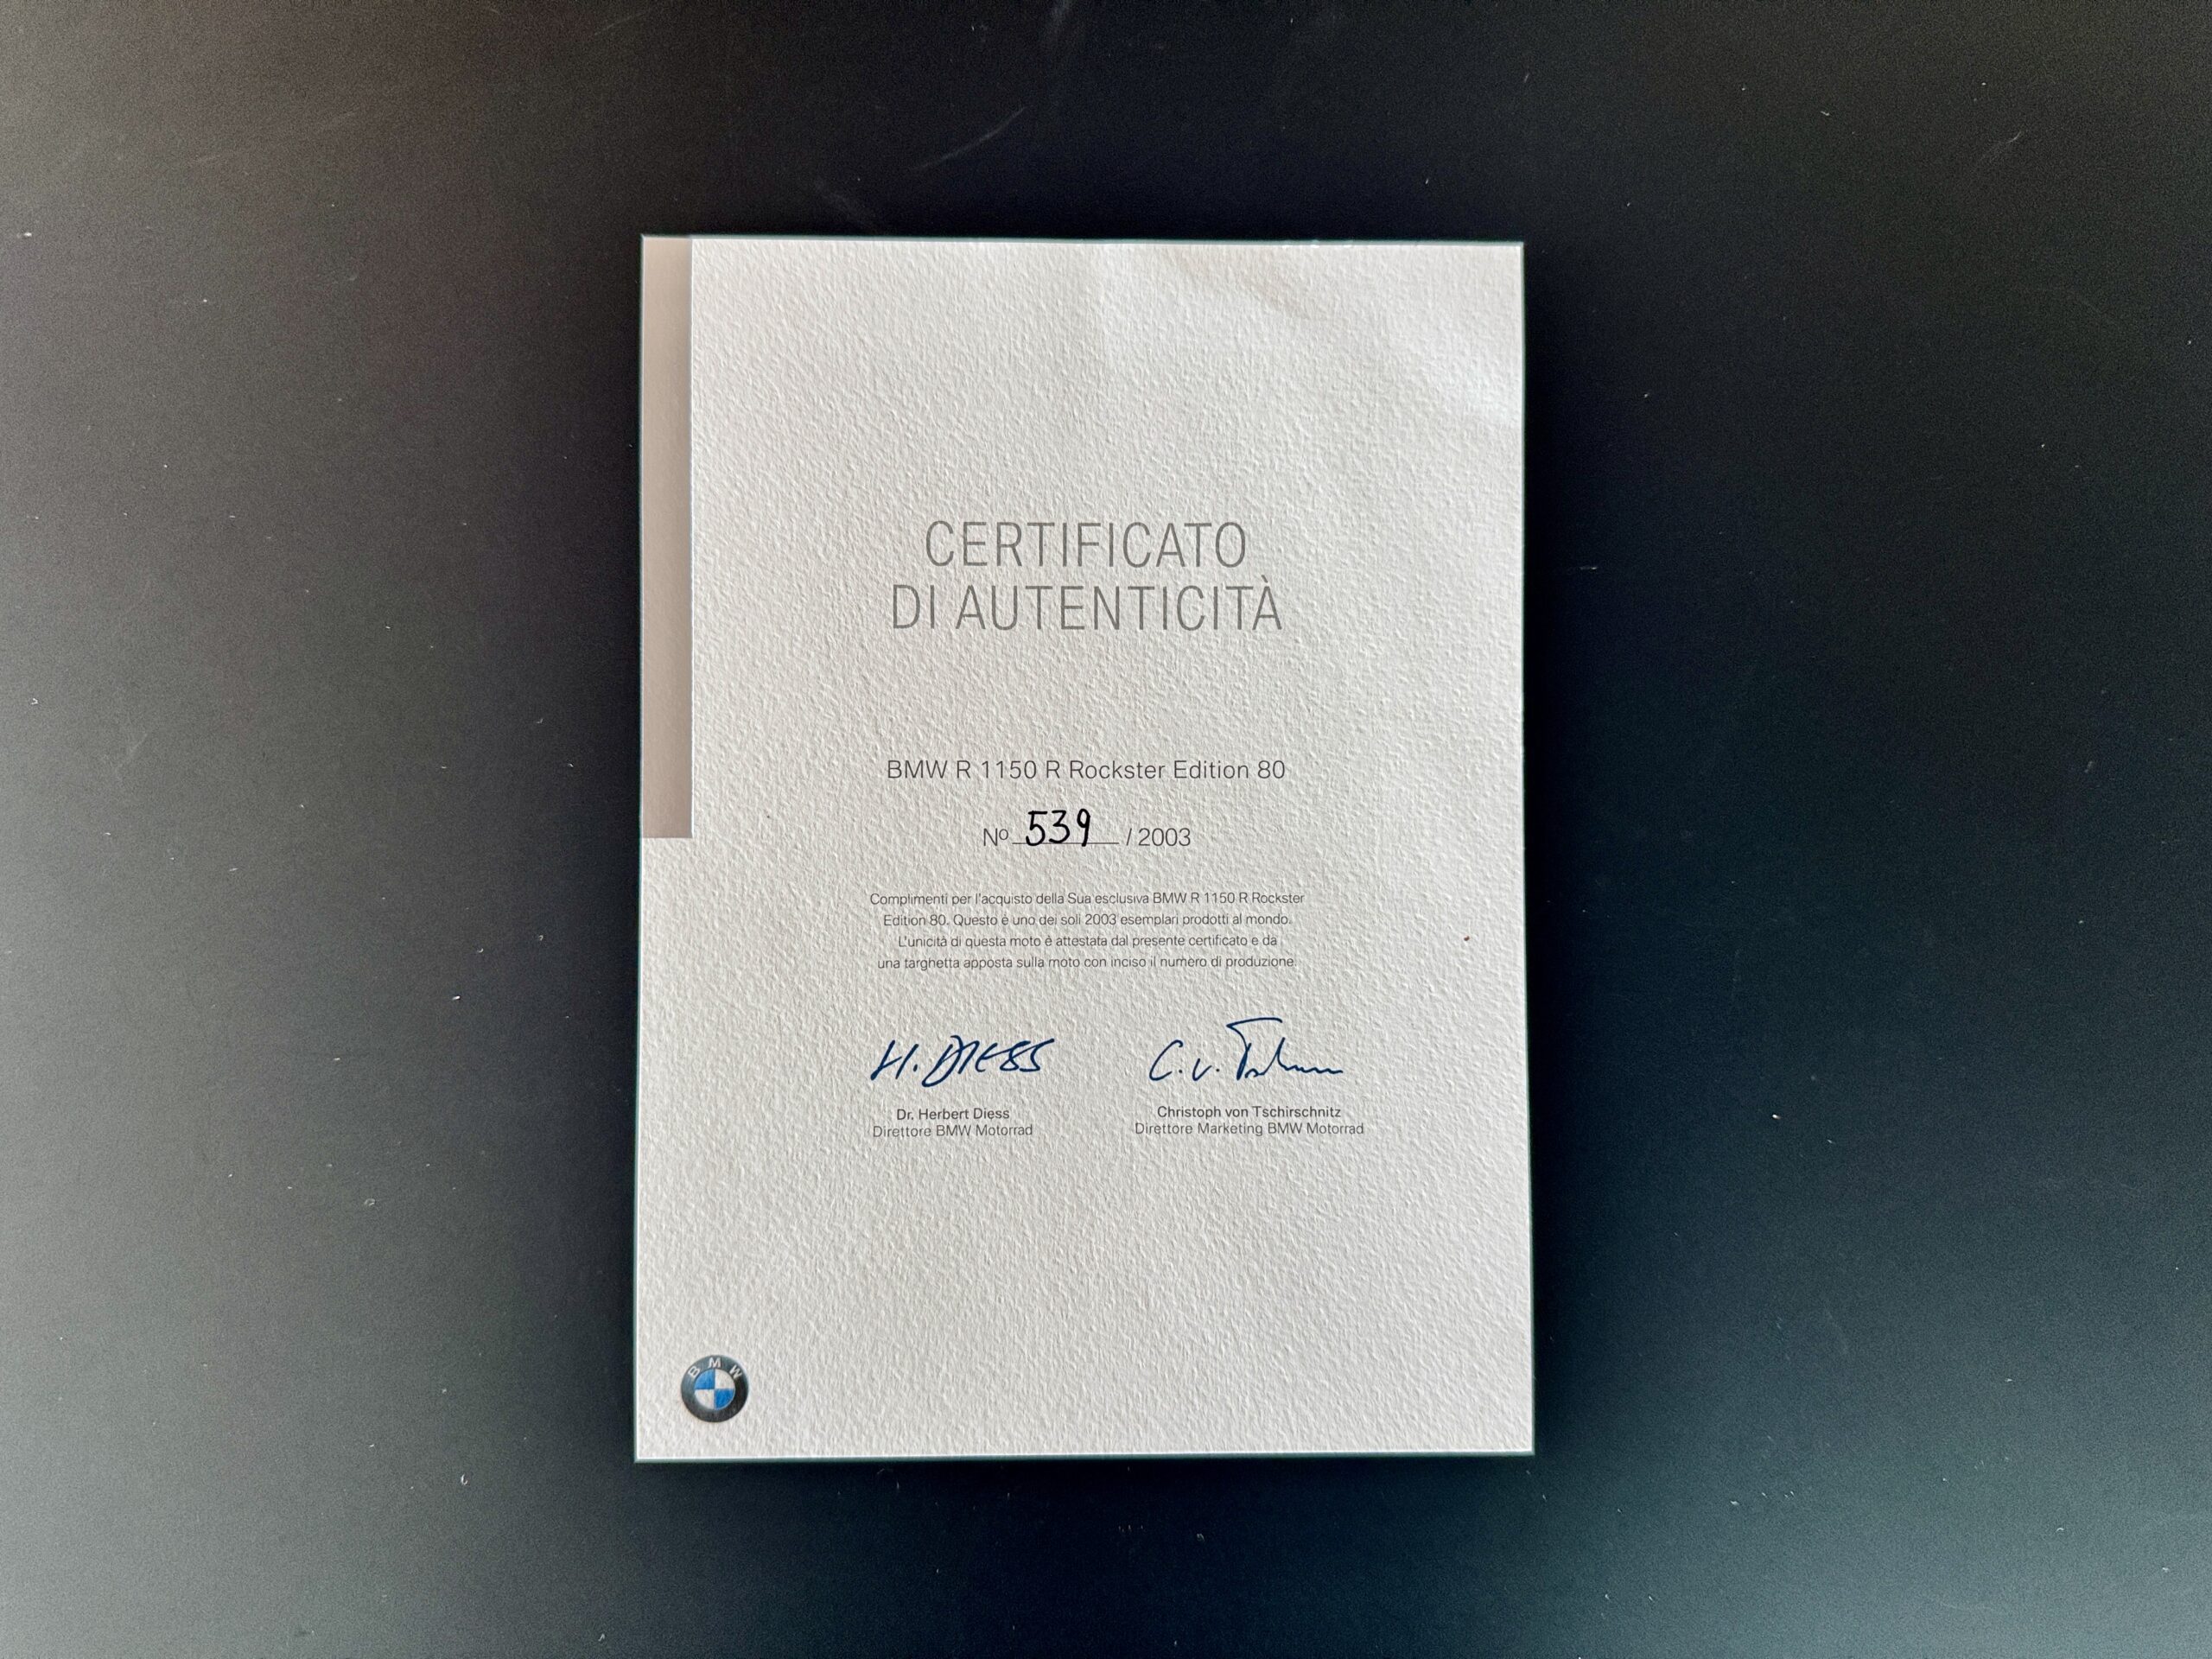 CERTIFICATO
DI AUTENTICITÀ
BMW R 1150 R Rockster Edition 80
Nº 539 / 2003
Complimenti per l'acquisto della Sua esclusiva BMW R 1150 R Rockster
Edition 80. Questo è uno dei soli 2003 esemplari prodotti al mondo.
L'unicità di questa moto è attestata dal presente certificato e da
una targhetta apposta sulla moto con inciso il numero di produzione.
H. DIESS
C. v.
Dr. Herbert Diess
Direttore BMW Motorrad
Christoph von Tschirschnitz
Direttore Marketing BMW Motorrad
BMW